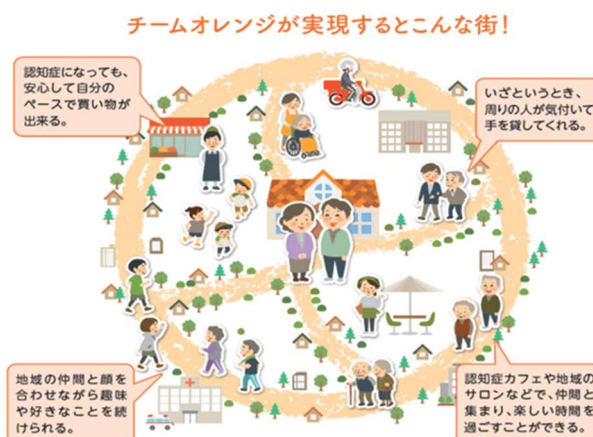 チームオレンジが実現するとこんな街！
認知症になっても、
安心して自分の
ペースで買い物が
出来る。
いざというとき、
周りの人が気付いて
手を貸してくれる。
地域の仲間と顔を
合わせながら趣味
や好きなことを続
けられる。
認知症カフェや地域の
サロンなどで、仲間と
集まり、楽しい時間を
過ごすことができる。